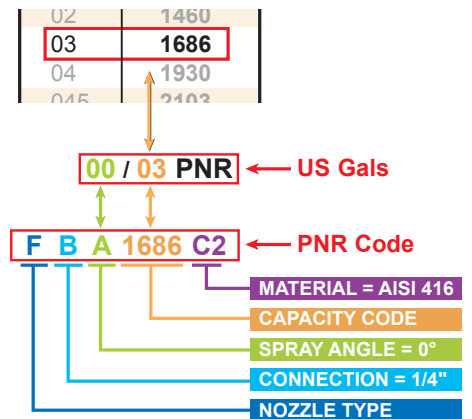 02 1460
03 1686
04 1930
045 2103
00 / 03 PNR US Gals
F B A 1686 C2 PNR Code
MATERIAL = AISI 416
CAPACITY CODE
SPRAY ANGLE = 0°
CONNECTION = 1/4"
NOZZLE TYPE